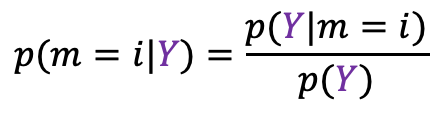 p(m = i|Y) = p(Y|m = i) / p(Y)